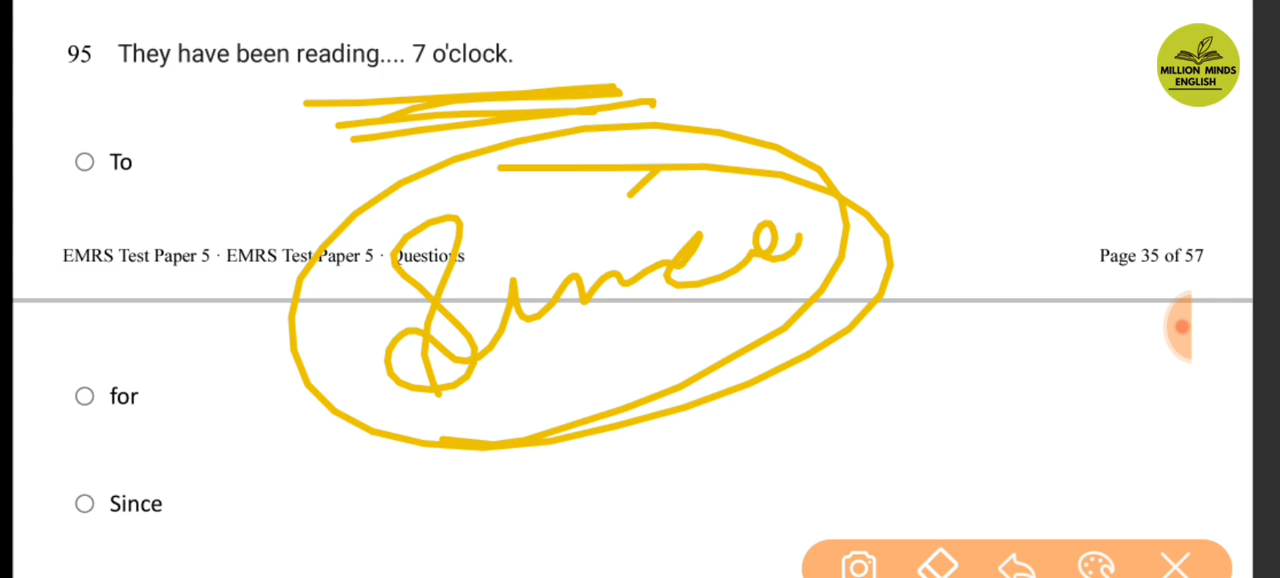 95 They have been reading.... 7 o'clock.
MILLION MINDS
ENGLISH
To
EMRS Test Paper 5 · EMRS Test Paper 5 · Questions
Page 35 of 57
Since
for
Since